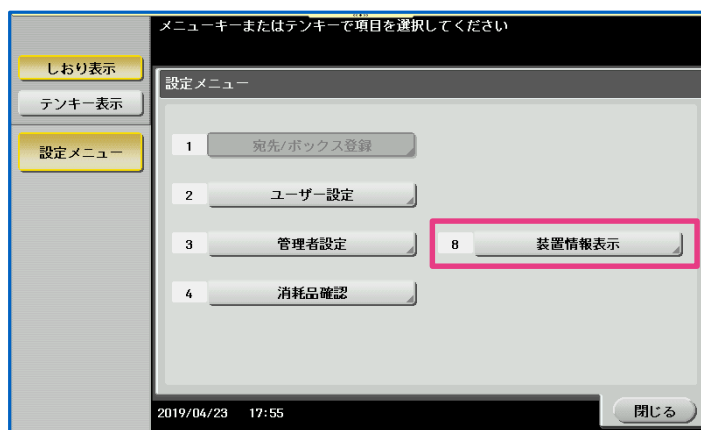 メニューキーまたはテンキーで項目を選択してください
しおり表示
テンキー表示
設定メニュー
設定メニュー
1 宛先/ボックス登録
2 ユーザー設定
3 管理者設定
8 装置情報表示
4 消耗品確認
2019/04/23 17:55
閉じる